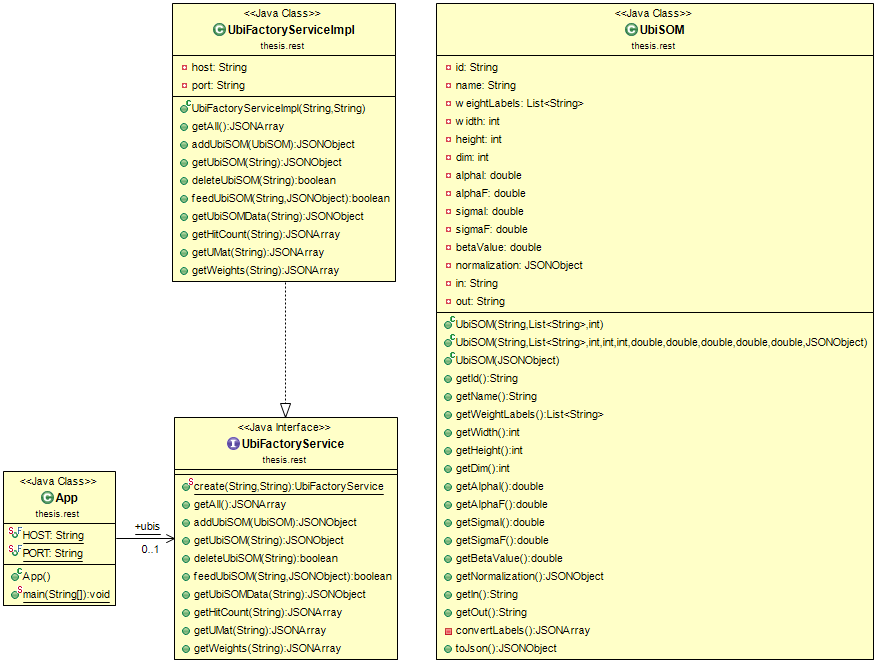 <<Java Class>>
UbiFactoryServiceImpl
thesis.rest
host: String
port: String
UbiFactoryServiceImpl(String,String)
getAll():JSONArray
addUbiSOM(UbiSOM):JSONObject
getUbiSOM(String):JSONObject
deleteUbiSOM(String):boolean
feedUbiSOM(String,JSONObject):boolean
getUbiSOMData(String):JSONObject
getHitCount(String):JSONArray
getUMat(String):JSONArray
getWeights(String):JSONArray
<<Java Class>>
UbiSOM
thesis.rest
id: String
name: String
weightLabels: List<String>
width: int
height: int
dim: int
alphaI: double
alphaF: double
sigmaI: double
sigmaF: double
betaValue: double
normalization: JSONObject
in: String
out: String
UbiSOM(String,List<String>,int)
UbiSOM(String,List<String>,int,int,int,double,double,double,double,double,JSONObject)
UbiSOM(JSONObject)
getId():String
getName():String
getWeightLabels():List<String>
getWidth():int
getHeight():int
getDim():int
getAlphaI():double
getAlphaF():double
getSigmaI():double
getSigmaF():double
getBetaValue():double
getNormalization():JSONObject
getIn():String
getOut():String
convertLabels():JSONArray
toJson():JSONObject
<<Java Class>>
App
thesis.rest
HOST: String
PORT: String
App()
main(String[]):void
+ubis
0..1
<<Java Interface>>
UbiFactoryService
thesis.rest
create(String,String):UbiFactoryService
getAll():JSONArray
addUbiSOM(UbiSOM):JSONObject
getUbiSOM(String):JSONObject
deleteUbiSOM(String):boolean
feedUbiSOM(String,JSONObject):boolean
getUbiSOMData(String):JSONObject
getHitCount(String):JSONArray
getUMat(String):JSONArray
getWeights(String):JSONArray